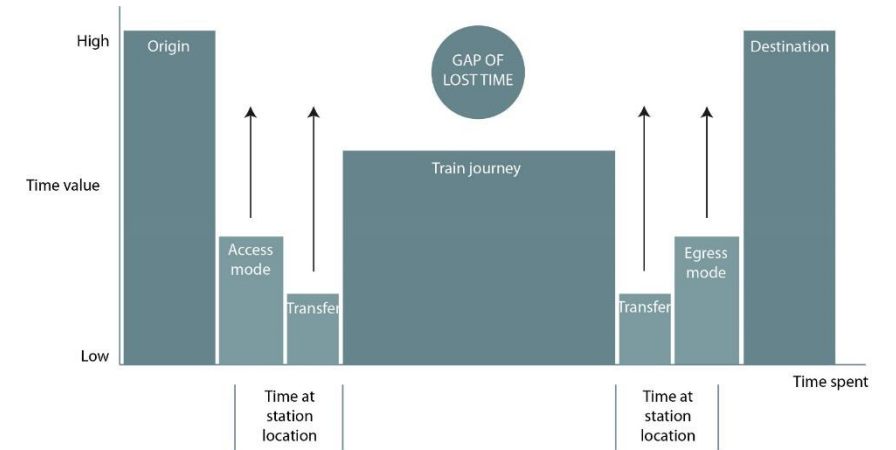 High
Origin
GAP OF
LOST TIME
Destination
Train journey
Time value
Access
mode
Transfer
Transfer
Egress
mode
Low
Time spent
Time at
station
location
Time at
station
location